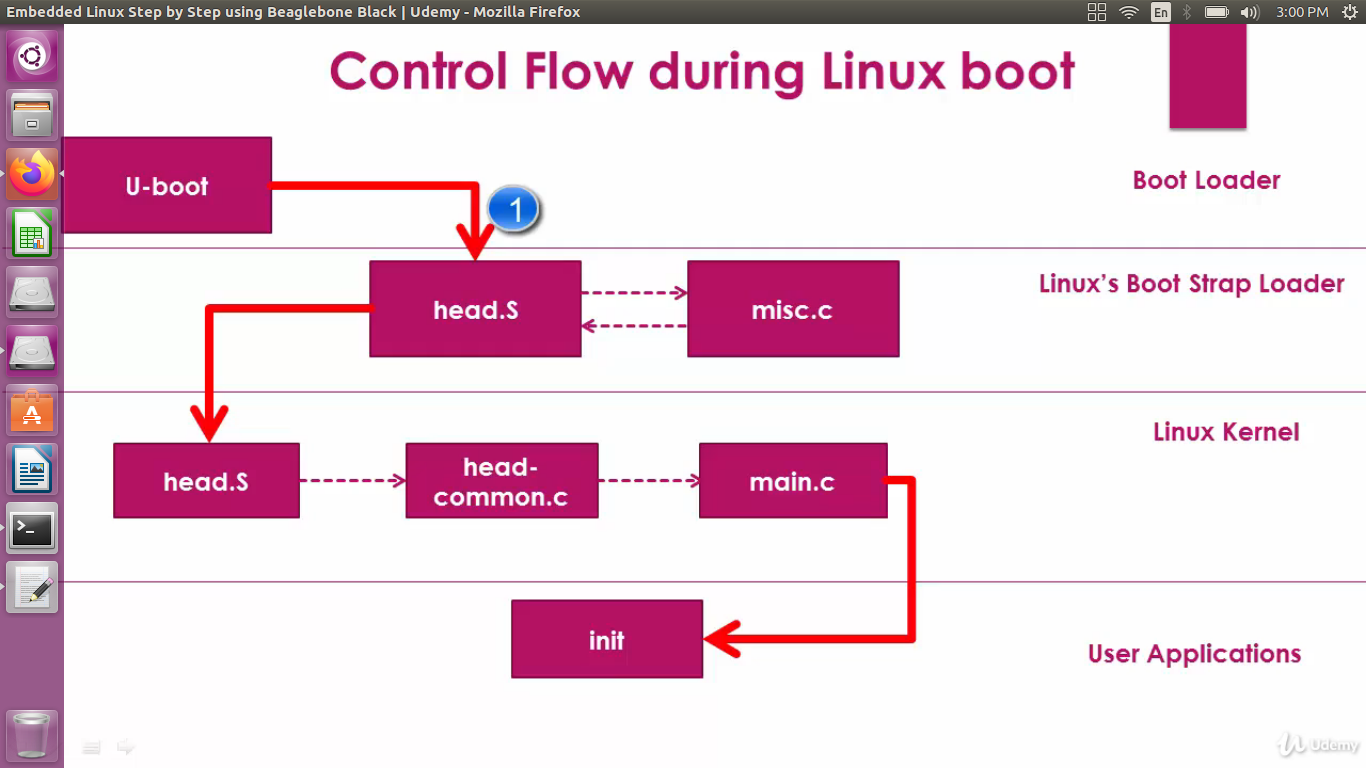 Embedded Linux Step by Step using Beaglebone Black | Udemy - Mozilla Firefox
En
3:00 PM
Control Flow during Linux boot
U-boot
1
Boot Loader
head.S
misc.c
Linux's Boot Strap Loader
head.S
head-
common.c
main.c
Linux Kernel
init
User Applications
Udemy